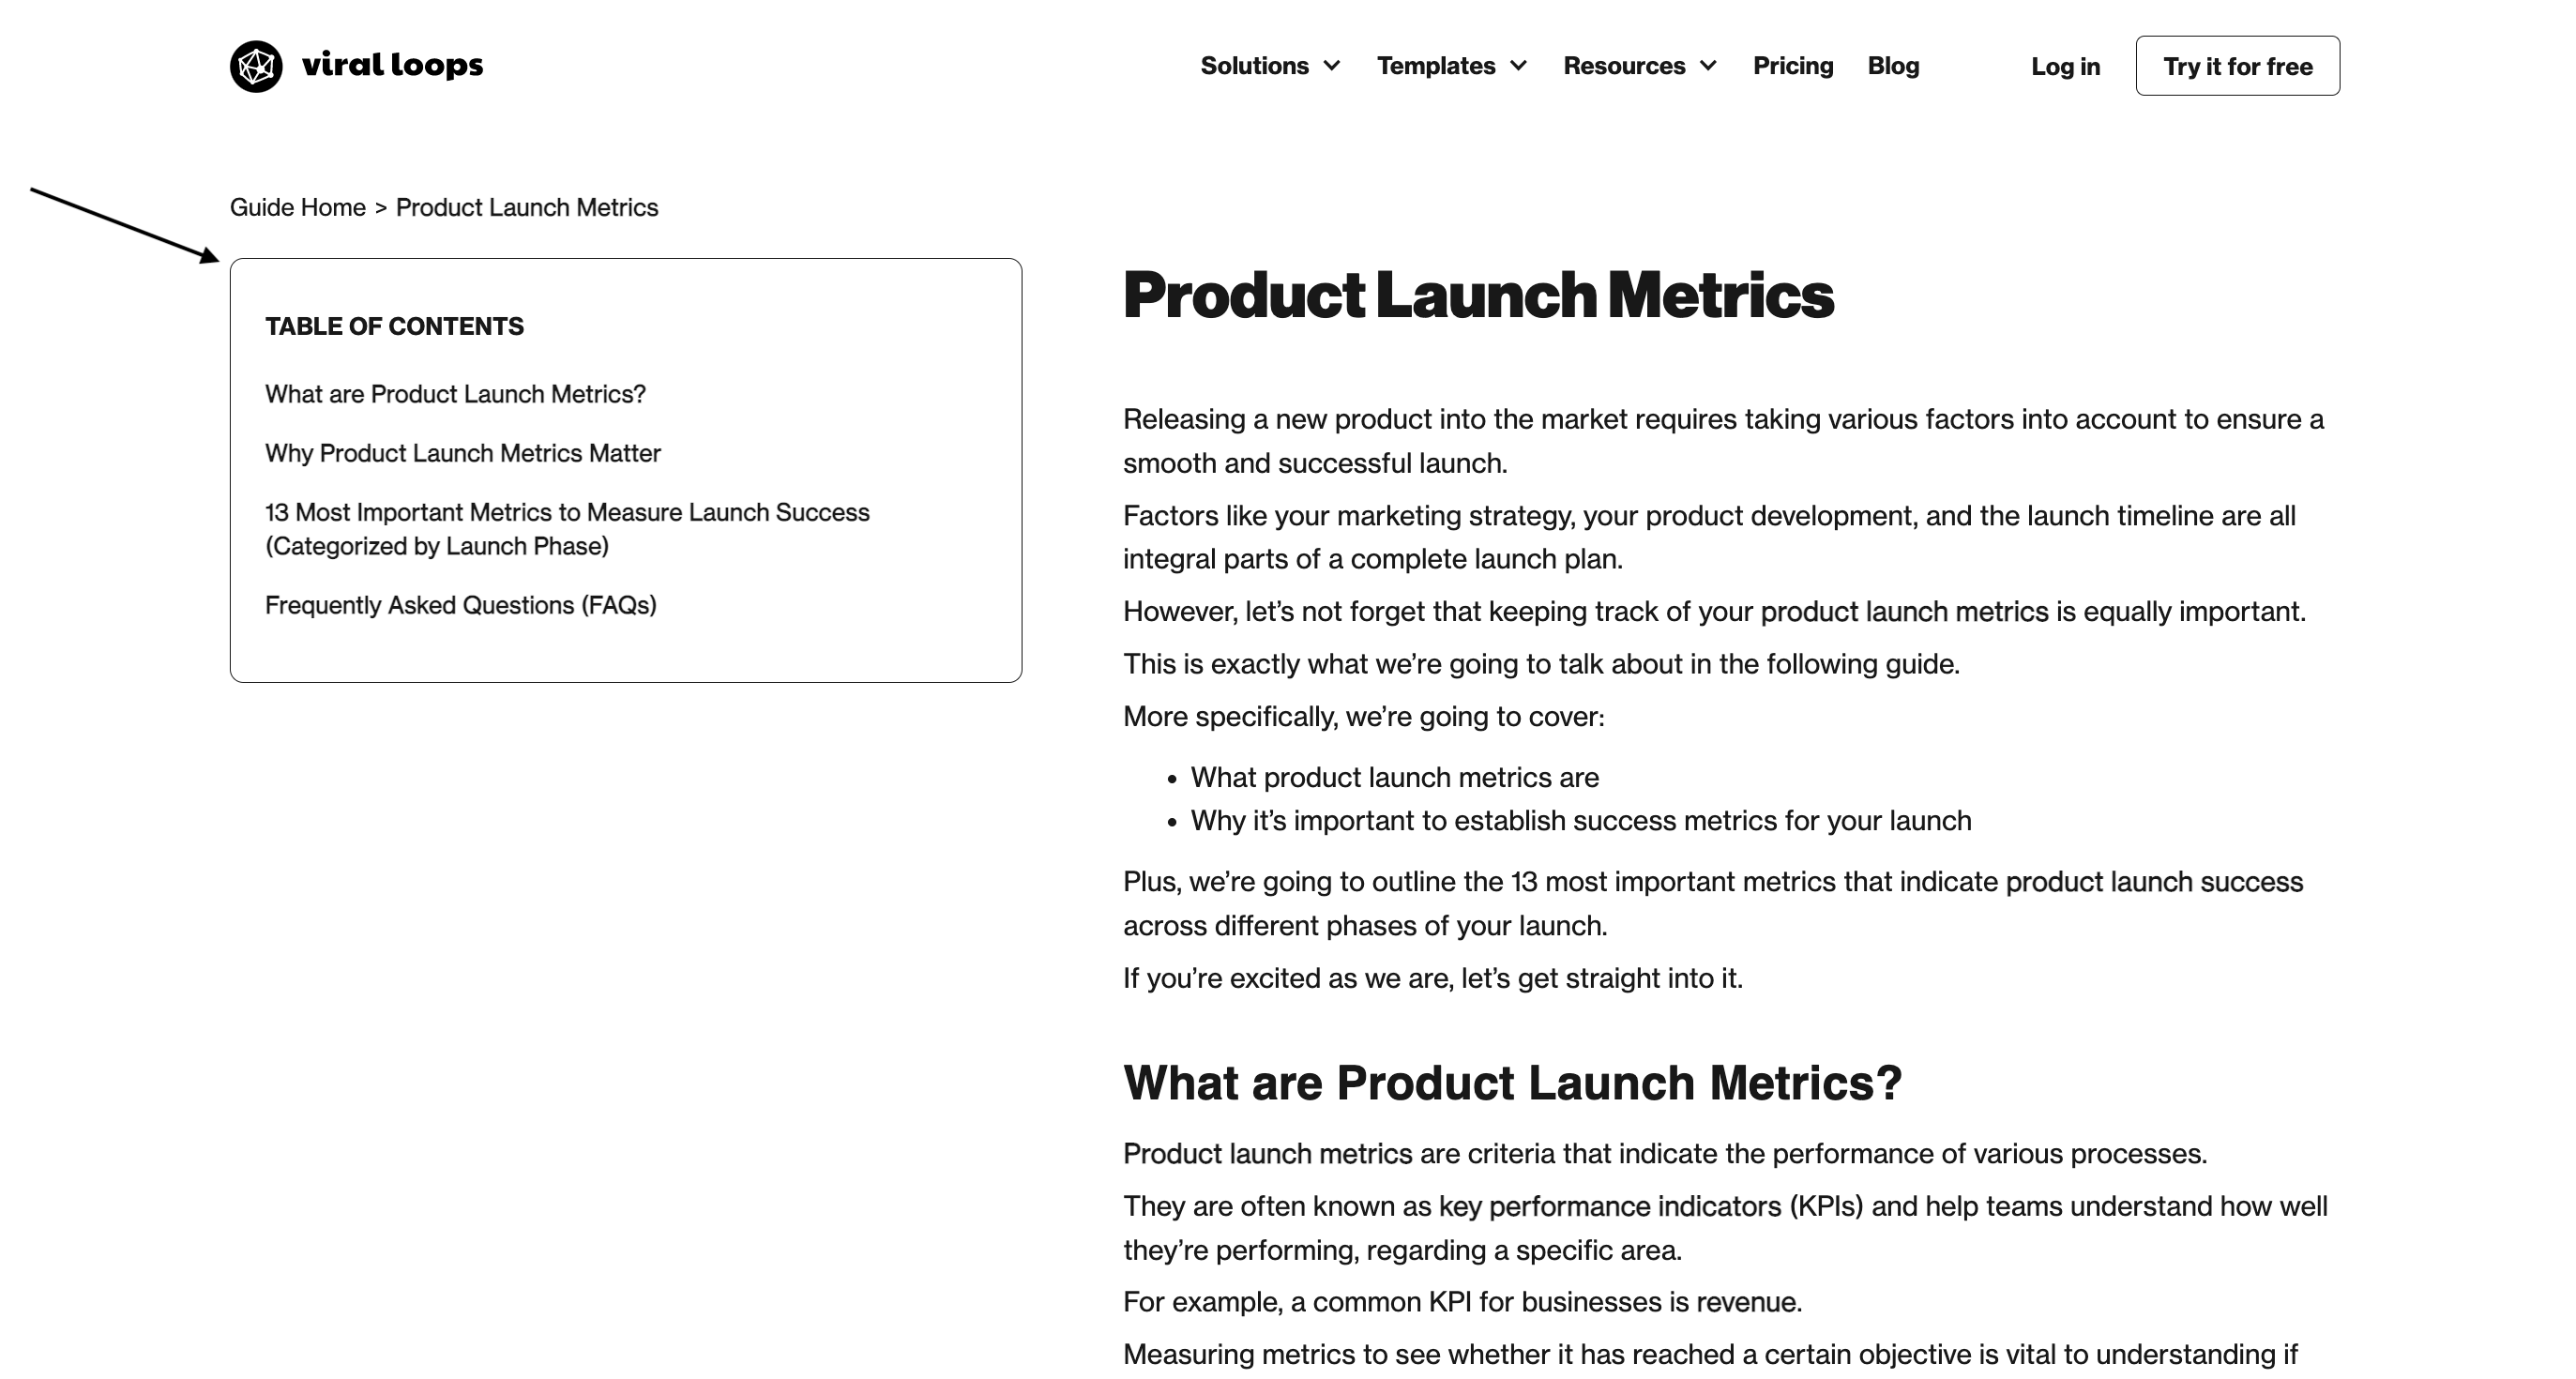 viral loops
Solutions
Templates
Resources
Pricing
Blog
Log in
Try it for free
Guide Home > Product Launch Metrics
TABLE OF CONTENTS
What are Product Launch Metrics?
Why Product Launch Metrics Matter
13 Most Important Metrics to Measure Launch Success
(Categorized by Launch Phase)
Frequently Asked Questions (FAQs)
Product Launch Metrics
Releasing a new product into the market requires taking various factors into account to ensure a
smooth and successful launch.
Factors like your marketing strategy, your product development, and the launch timeline are all
integral parts of a complete launch plan.
However, let’s not forget that keeping track of your product launch metrics is equally important.
This is exactly what we’re going to talk about in the following guide.
More specifically, we’re going to cover:
• What product launch metrics are
• Why it’s important to establish success metrics for your launch
Plus, we’re going to outline the 13 most important metrics that indicate product launch success
across different phases of your launch.
If you’re excited as we are, let’s get straight into it.
What are Product Launch Metrics?
Product launch metrics are criteria that indicate the performance of various processes.
They are often known as key performance indicators (KPIs) and help teams understand how well
they’re performing, regarding a specific area.
For example, a common KPI for businesses is revenue.
Measuring metrics to see whether it has reached a certain objective is vital to understanding if